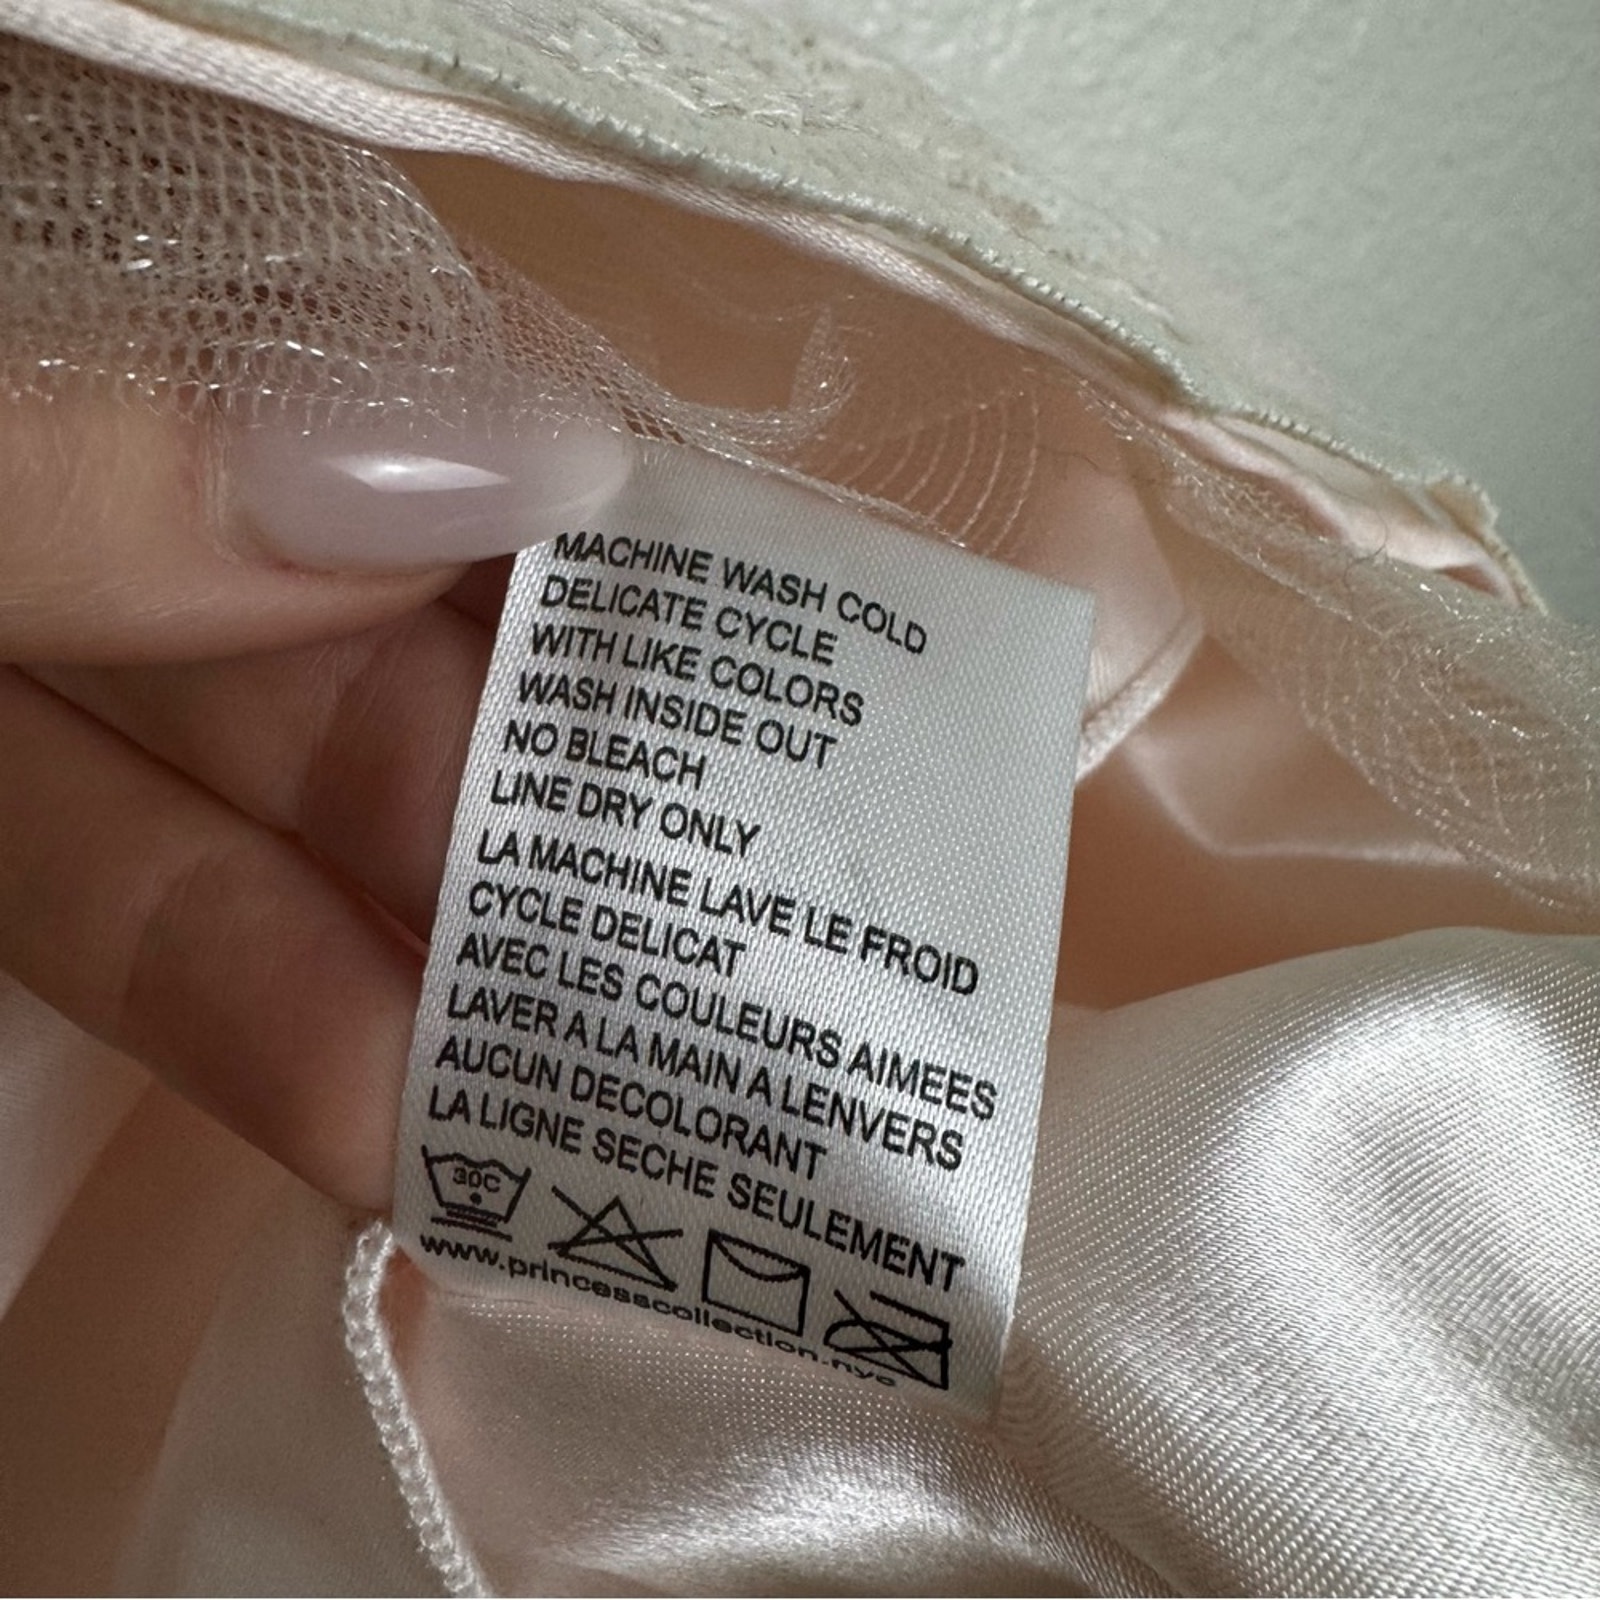 MACHINE WASH COLD
DELICATE CYCLE
WITH LIKE COLORS
WASH INSIDE OUT
NO BLEACH
LINE DRY ONLY
LA MACHINE LAVE LE FROID
CYCLE DELICAT
AVEC LES COULEURS AIMEES
LAVER A LA MAIN A LENVERS
AUCUN DECOLORANT
LA LIGNE SECHE SEULEMENT
30C
www.princesscollection.nyc